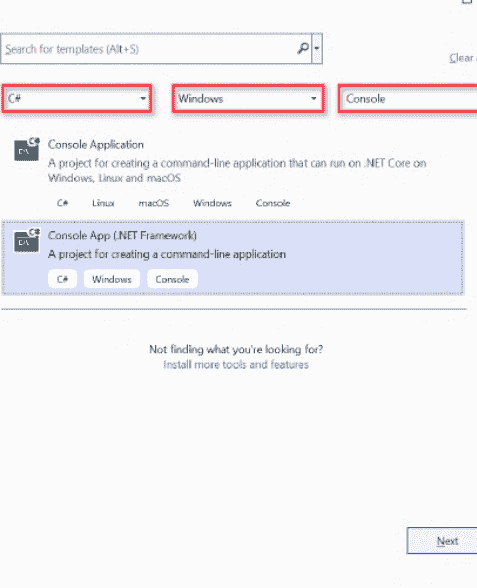 Search for templates (Alt+S)
Clear
C#
Windows
Console
C#
Console Application
A project for creating a command-line application that can run on .NET Core on
Windows, Linux and macOS
C# Linux macOS Windows Console
C#
Console App (.NET Framework)
A project for creating a command-line application
C# Windows Console
Not finding what you're looking for?
Install more tools and features
Next